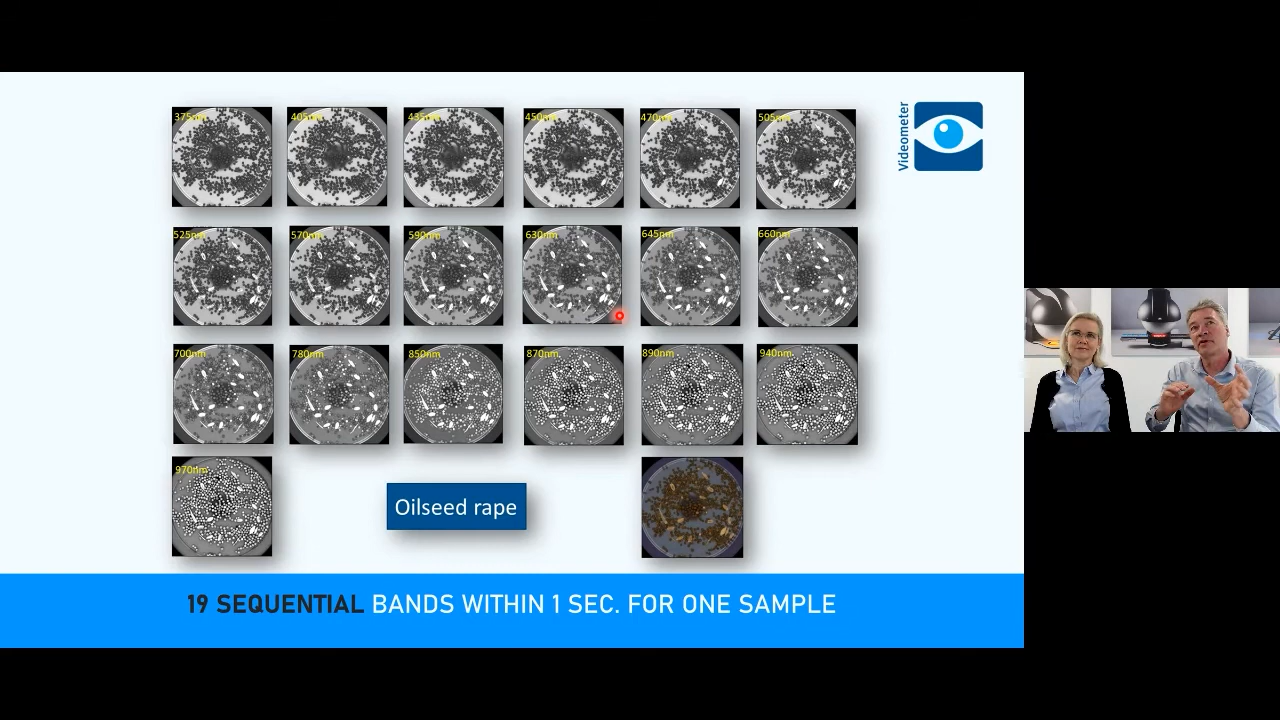 375nm
405nm
435nm
450nm
470nm
505nm
Videometer
525nm
570nm
590nm
630nm
645nm
660nm
700nm
780nm
850nm
870nm
890nm
940nm
970nm
Oilseed rape
19 SEQUENTIAL BANDS WITHIN 1 SEC. FOR ONE SAMPLE